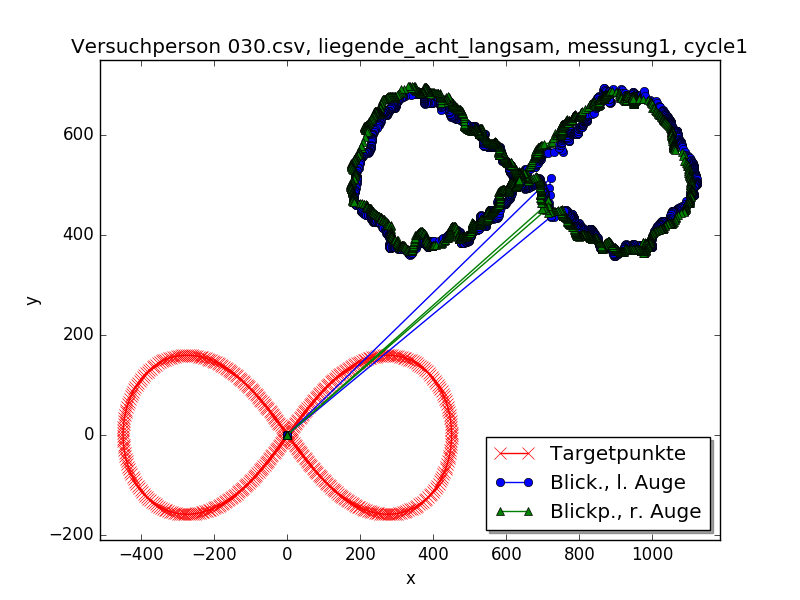 Versuchperson 030.csv, liegende_acht_langsam, messung1, cycle1
600
400
200
0
−200
y
−400 −200 0 200 400 600 800 1000
x
Targetpunkte
Blick., l. Auge
Blickp., r. Auge